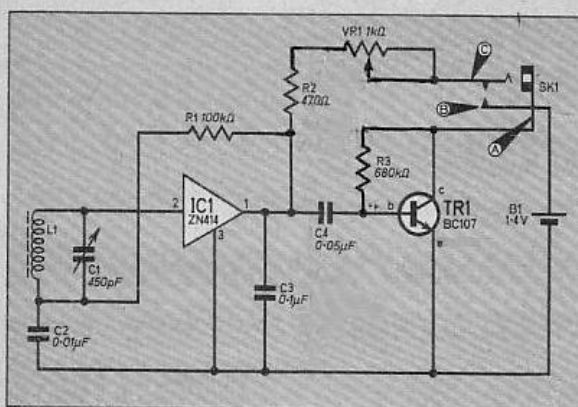 VR1 1kΩ
C
SK1
R2
470Ω
B
R1 100kΩ
A
R3
680kΩ
IC1
ZN414
2
1
3
c
b
e
TR1
BC107
B1
1·4V
L1
C1
450pF
C4
0·05μF
C3
0·1μF
C2
0·01μF